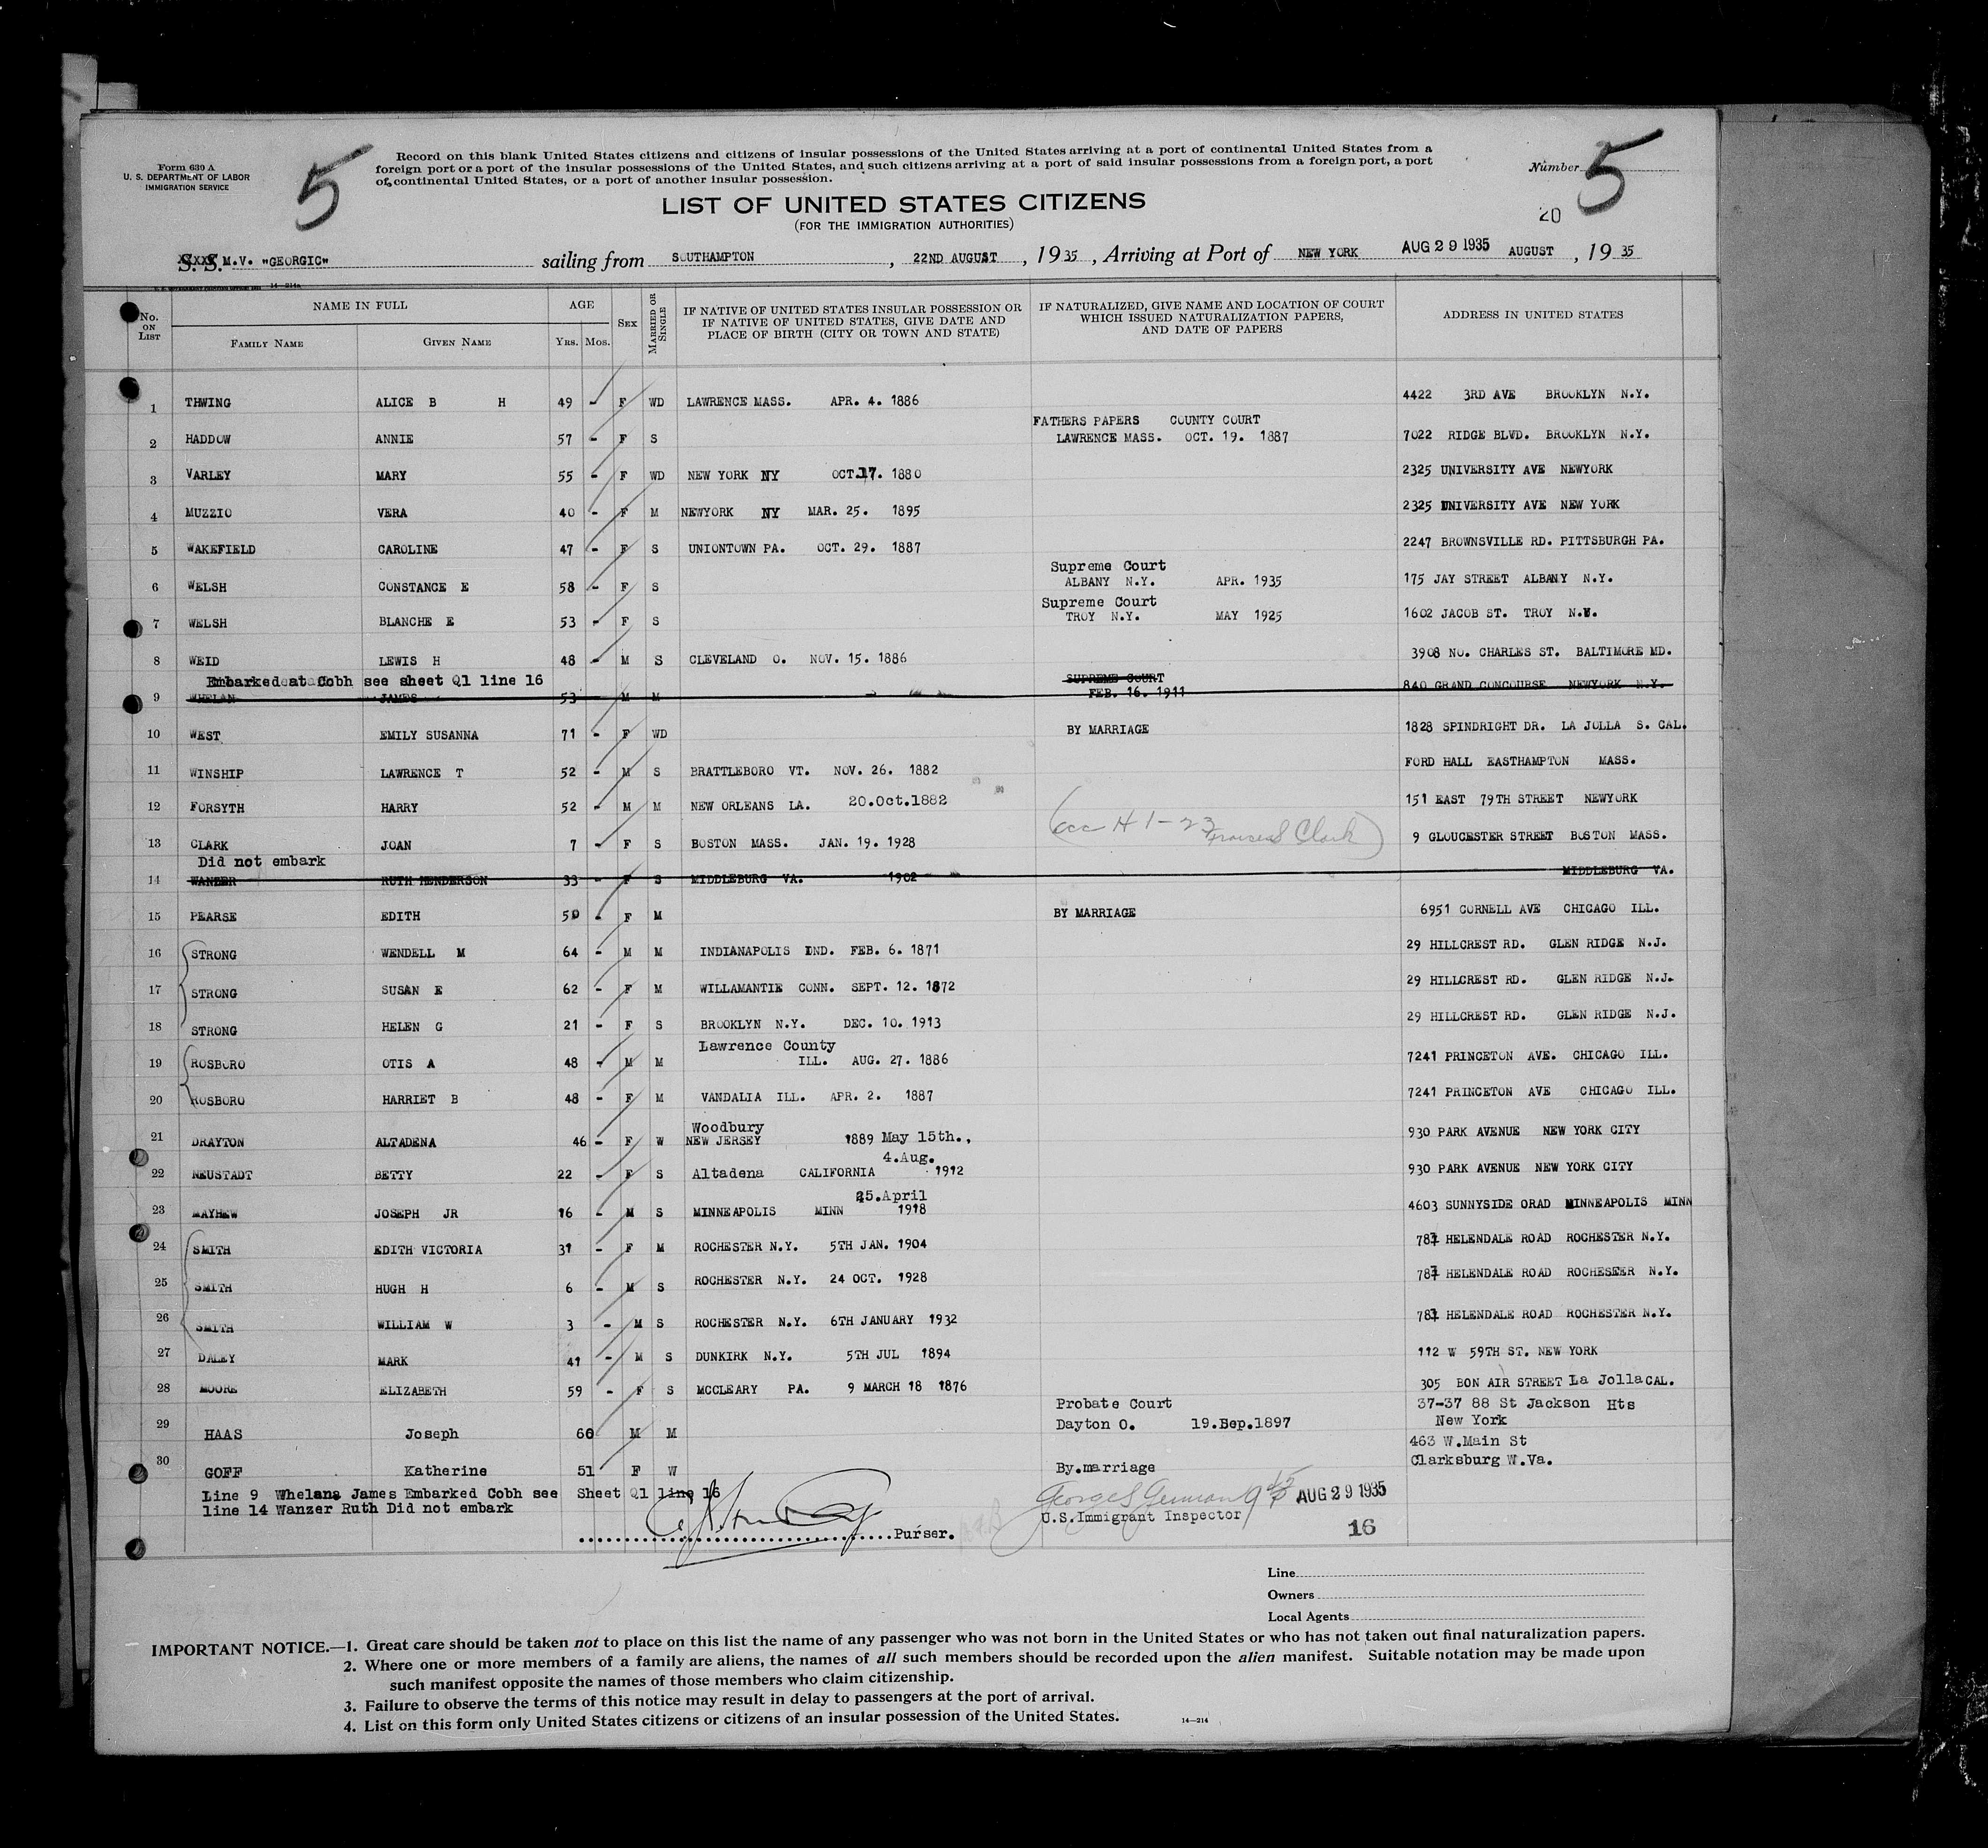 Form 630 A
U. S. DEPARTMENT OF LABOR
IMMIGRATION SERVICE
5
Record on this blank United States citizens and citizens of insular possessions of the United States arriving at a port of continental United States from a
foreign port or a port of the insular possessions of the United States, and such citizens arriving at a port of said insular possessions from a foreign port, a port
of continental United States, or a port of another insular possession.
Number 5
LIST OF UNITED STATES CITIZENS
(FOR THE IMMIGRATION AUTHORITIES)
20
S. S. M.V. "GEORGIC" sailing from SOUTHAMPTON, 22ND AUGUST, 1935, Arriving at Port of NEW YORK AUG 29 1935 AUGUST, 1935
14—214a
No. ON LIST
NAME IN FULL
FAMILY NAME GIVEN NAME
AGE
YRS. MOS.
SEX
MARRIED OR SINGLE
IF NATIVE OF UNITED STATES INSULAR POSSESSION OR
IF NATIVE OF UNITED STATES, GIVE DATE AND
PLACE OF BIRTH (CITY OR TOWN AND STATE)
IF NATURALIZED, GIVE NAME AND LOCATION OF COURT
WHICH ISSUED NATURALIZATION PAPERS,
AND DATE OF PAPERS
ADDRESS IN UNITED STATES
1 THWING ALICE B H 49 - F WD LAWRENCE MASS. APR. 4. 1886 4422 3RD AVE BROOKLYN N.Y.
FATHERS PAPERS COUNTY COURT
2 HADDOW ANNIE 57 - F S LAWRENCE MASS. OCT. 19. 1887 7022 RIDGE BLVD. BROOKLYN N.Y.
3 VARLEY MARY 55 - F WD NEW YORK NY OCT.17. 1880 2325 UNIVERSITY AVE NEWYORK
4 MUZZIO VERA 40 - F M NEWYORK NY MAR. 25. 1895 2325 UNIVERSITY AVE NEW YORK
5 WAKEFIELD CAROLINE 47 - F S UNIONTOWN PA. OCT. 29. 1887 2247 BROWNSVILLE RD. PITTSBURGH PA.
Supreme Court
6 WELSH CONSTANCE E 58 - F S ALBANY N.Y. APR. 1935 175 JAY STREET ALBANY N.Y.
Supreme Court
7 WELSH BLANCHE E 53 - F S TROY N.Y. MAY 1925 1602 JACOB ST. TROY N.Y.
8 WEID LEWIS H 48 - M S CLEVELAND O. NOV. 15. 1886 3908 NO. CHARLES ST. BALTIMORE MD.
Embarked at Cobh see sheet Q1 line 16 SUPREME COURT
9 WHELAN JAMES 53 M M FEB. 16. 1911 840 GRAND CONCOURSE NEWYORK N.Y.
10 WEST EMILY SUSANNA 71 - F WD BY MARRIAGE 1828 SPINDRIGHT DR. LA JOLLA S. CAL.
11 WINSHIP LAWRENCE T 52 - M S BRATTLEBORO VT. NOV. 26. 1882 FORD HALL EASTHAMPTON MASS.
12 FORSYTH HARRY 52 - M M NEW ORLEANS LA. 20.Oct.1882 151 EAST 79TH STREET NEWYORK
13 CLARK JOAN 7 - F S BOSTON MASS. JAN. 19. 1928 H 1-23 Clark) 9 GLOUCESTER STREET BOSTON MASS.
Did not embark
14 WANZER RUTH HENDERSON 33 - F S MIDDLEBURG VA. 1902 MIDDLEBURG VA.
15 PEARSE EDITH 50 - F M BY MARRIAGE 6951 CORNELL AVE CHICAGO ILL.
16 STRONG WENDELL M 64 - M M INDIANAPOLIS IND. FEB. 6. 1871 29 HILLCREST RD. GLEN RIDGE N.J.
17 STRONG SUSAN E 62 - F M WILLAMANTIE CONN. SEPT. 12. 1872 29 HILLCREST RD. GLEN RIDGE N.J.
18 STRONG HELEN G 21 - F S BROOKLYN N.Y. DEC. 10. 1913 29 HILLCREST RD. GLEN RIDGE N.J.
Lawrence County
19 ROSBORO OTIS A 48 - M M ILL. AUG. 27. 1886 7241 PRINCETON AVE. CHICAGO ILL.
20 ROSBORO HARRIET B 48 - F M VANDALIA ILL. APR. 2. 1887 7241 PRINCETON AVE CHICAGO ILL.
Woodbury
21 DRAYTON ALTADENA 46 - F W NEW JERSEY 1889 May 15th., 930 PARK AVENUE NEW YORK CITY
4.Aug.
22 NEUSTADT BETTY 22 - F S Altadena CALIFORNIA 1912 930 PARK AVENUE NEW YORK CITY
25.April
23 MAYHEW JOSEPH JR 16 - M S MINNEAPOLIS MINN 1918 4603 SUNNYSIDE ORAD MINNEAPOLIS MINN
24 SMITH EDITH VICTORIA 31 - F M ROCHESTER N.Y. 5TH JAN. 1904 787 HELENDALE ROAD ROCHESTER N.Y.
25 SMITH HUGH H 6 - M S ROCHESTER N.Y. 24 OCT. 1928 787 HELENDALE ROAD ROCHESTER N.Y.
26 SMITH WILLIAM W 3 - M S ROCHESTER N.Y. 6TH JANUARY 1932 787 HELENDALE ROAD ROCHESTER N.Y.
27 DALEY MARK 41 - M S DUNKIRK N.Y. 5TH JUL 1894 112 W 59TH ST. NEW YORK
28 MOORE ELIZABETH 59 - F S MCCLEARY PA. 9 MARCH 18 1876 305 BON AIR STREET La Jolla CAL.
Probate Court 37-37 88 St Jackson Hts
29 HAAS Joseph 60 M M Dayton O. 19.Sep.1897 New York
463 W.Main St
30 GOFF Katherine 51 F W By.marriage Clarksburg W.Va.
Line 9 Whelans James Embarked Cobh see Sheet Q1 line 16
line 14 Wanzer Ruth Did not embark
Purser.
AUG 29 1935
U.S.Immigrant Inspector
16
Line
Owners
Local Agents
IMPORTANT NOTICE.—1. Great care should be taken not to place on this list the name of any passenger who was not born in the United States or who has not taken out final naturalization papers.
2. Where one or more members of a family are aliens, the names of all such members should be recorded upon the alien manifest. Suitable notation may be made upon
such manifest opposite the names of those members who claim citizenship.
3. Failure to observe the terms of this notice may result in delay to passengers at the port of arrival.
4. List on this form only United States citizens or citizens of an insular possession of the United States.
14—214